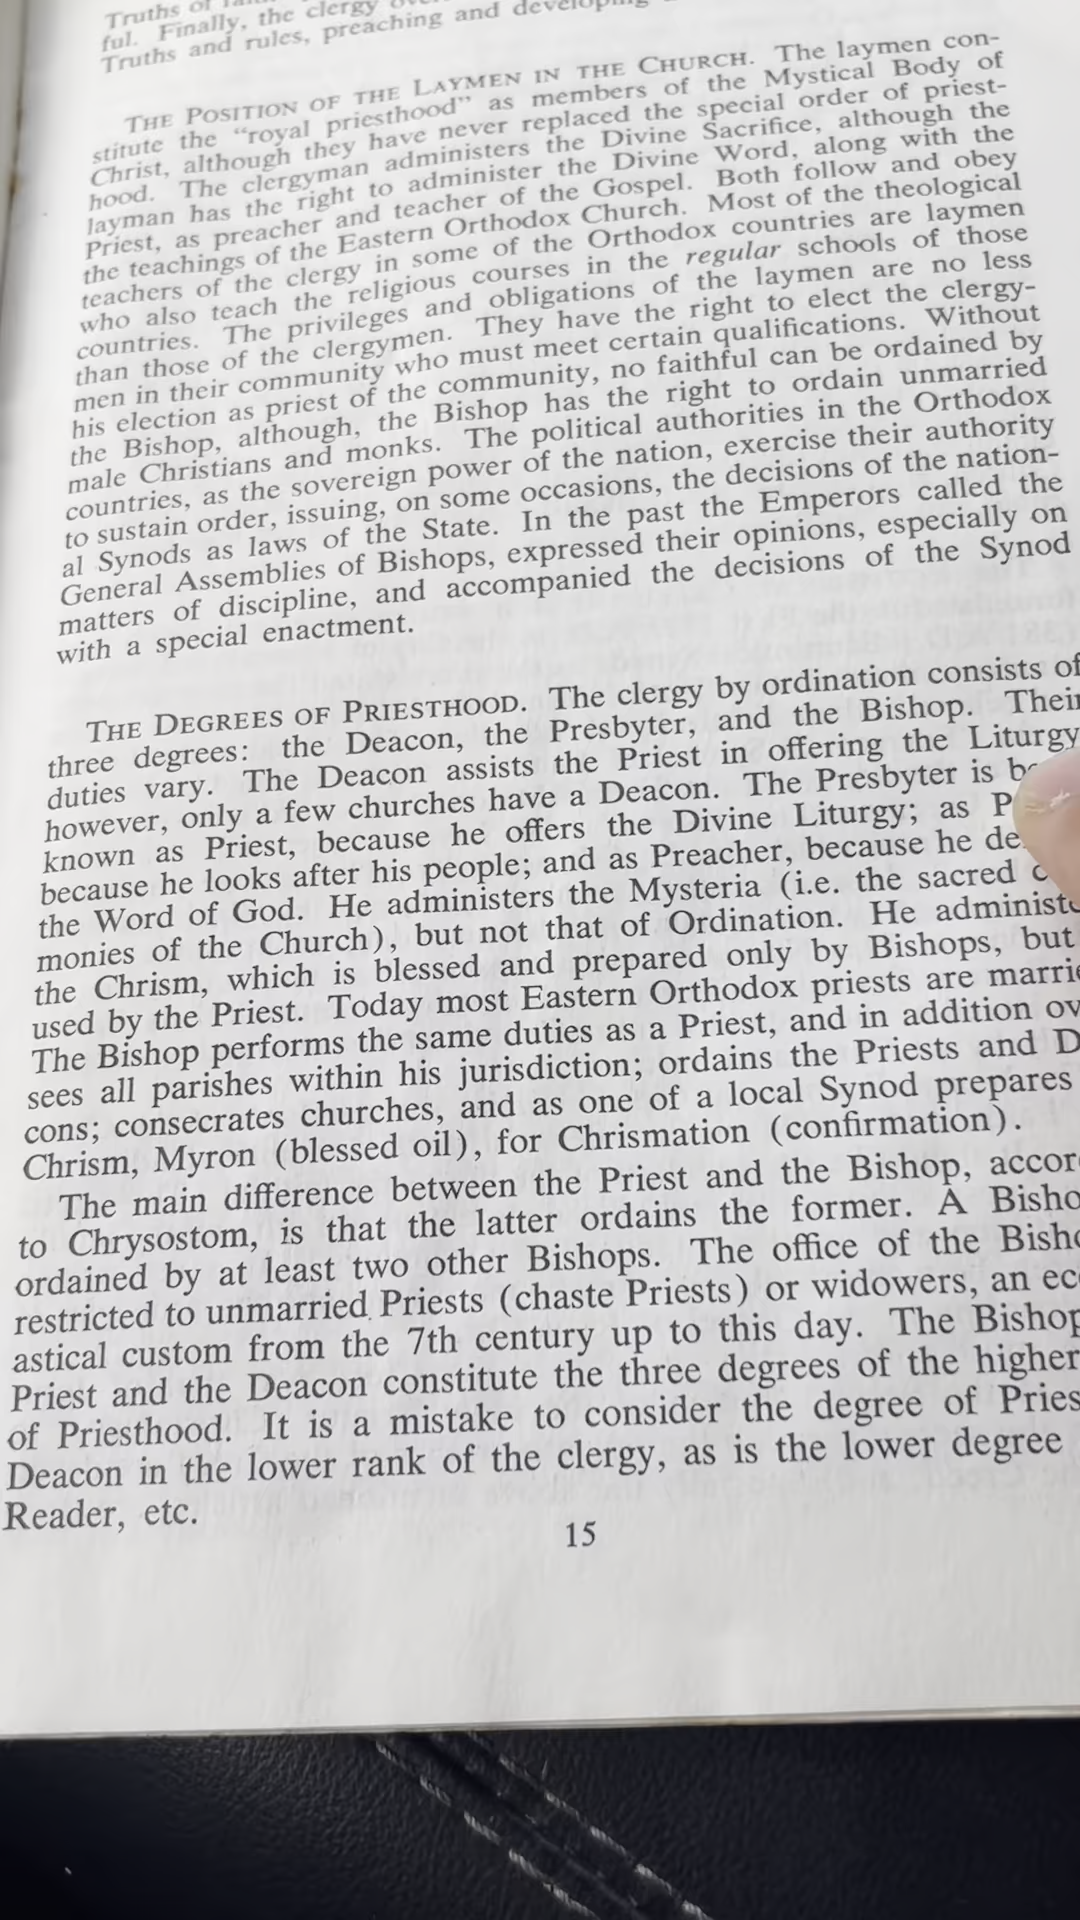 Truths of
ful. Finally, the clergy
Truths and rules, preaching and
THE POSITION OF THE LAYMEN IN THE CHURCH. The laymen con-
stitute the "royal priesthood" as members of the Mystical Body of
Christ, although they have never replaced the special order of priest-
hood. The clergyman administers the Divine Sacrifice, although the
layman has the right to administer the Divine Word, along with the
Priest, as preacher and teacher of the Gospel. Both follow and obey
the teachings of the Eastern Orthodox Church. Most of the theological
teachers of the clergy in some of the Orthodox countries are laymen
who also teach the religious courses in the regular schools of those
countries. The privileges and obligations of the laymen are no less
than those of the clergymen. They have the right to elect the clergy-
men in their community who must meet certain qualifications. Without
his election as priest of the community, no faithful can be ordained by
the Bishop, although, the Bishop has the right to ordain unmarried
male Christians and monks. The political authorities in the Orthodox
countries, as the sovereign power of the nation, exercise their authority
to sustain order, issuing, on some occasions, the decisions of the nation-
al Synods as laws of the State. In the past the Emperors called the
General Assemblies of Bishops, expressed their opinions, especially on
matters of discipline, and accompanied the decisions of the Synod
with a special enactment.
THE DEGREES OF PRIESTHOOD. The clergy by ordination consists of
three degrees: the Deacon, the Presbyter, and the Bishop. Their
duties vary. The Deacon assists the Priest in offering the Liturgy
however, only a few churches have a Deacon. The Presbyter is
known as Priest, because he offers the Divine Liturgy; as
because he looks after his people; and as Preacher, because he
the Word of God. He administers the Mysteria (i.e. the sacred
monies of the Church), but not that of Ordination. He administe
the Chrism, which is blessed and prepared only by Bishops, but
used by the Priest. Today most Eastern Orthodox priests are marrie
The Bishop performs the same duties as a Priest, and in addition ov
sees all parishes within his jurisdiction; ordains the Priests and D
cons; consecrates churches, and as one of a local Synod prepares
Chrism, Myron (blessed oil), for Chrismation (confirmation).
The main difference between the Priest and the Bishop, accor
to Chrysostom, is that the latter ordains the former. A Bisho
ordained by at least two other Bishops. The office of the Bisho
restricted to unmarried Priests (chaste Priests) or widowers, an ec
astical custom from the 7th century up to this day. The Bishop
Priest and the Deacon constitute the three degrees of the higher
of Priesthood. It is a mistake to consider the degree of Pries
Deacon in the lower rank of the clergy, as is the lower degree
Reader, etc.
15